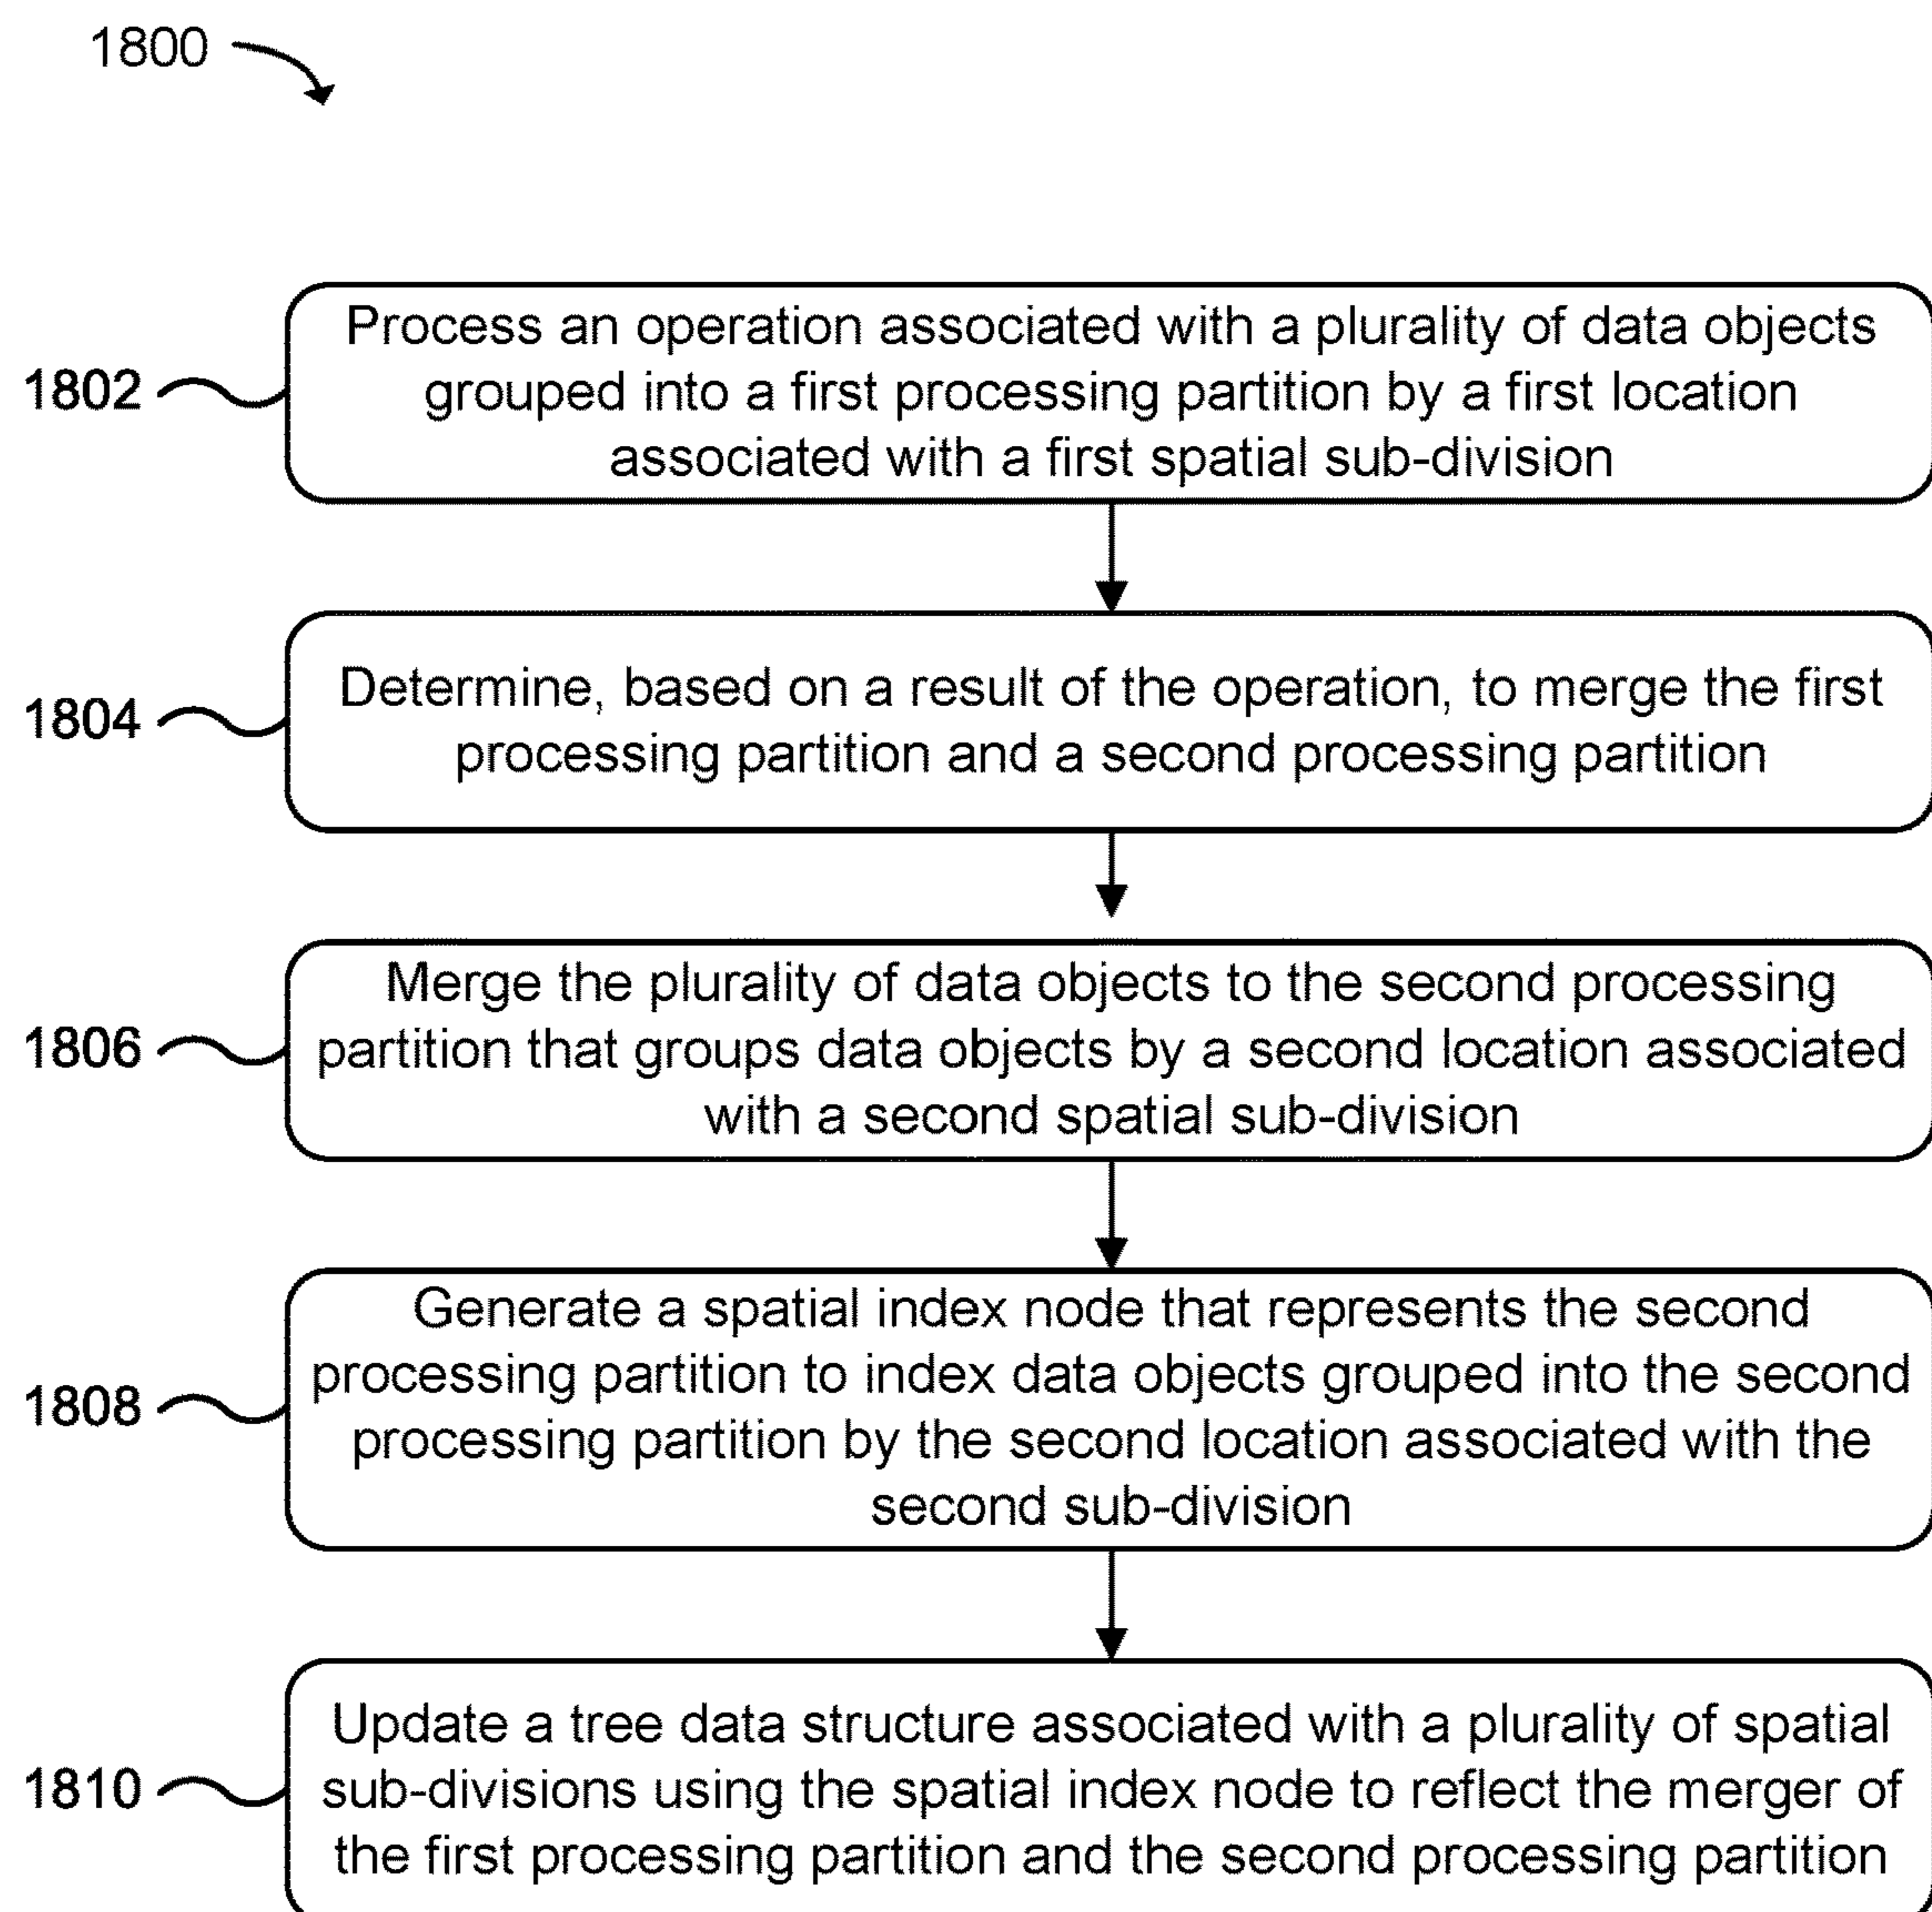 1800
1802
Process an operation associated with a plurality of data objects
grouped into a first processing partition by a first location
associated with a first spatial sub-division
1804
Determine, based on a result of the operation, to merge the first
processing partition and a second processing partition
1806
Merge the plurality of data objects to the second processing
partition that groups data objects by a second location associated
with a second spatial sub-division
1808
Generate a spatial index node that represents the second
processing partition to index data objects grouped into the second
processing partition by the second location associated with the
second sub-division
1810
Update a tree data structure associated with a plurality of spatial
sub-divisions using the spatial index node to reflect the merger of
the first processing partition and the second processing partition